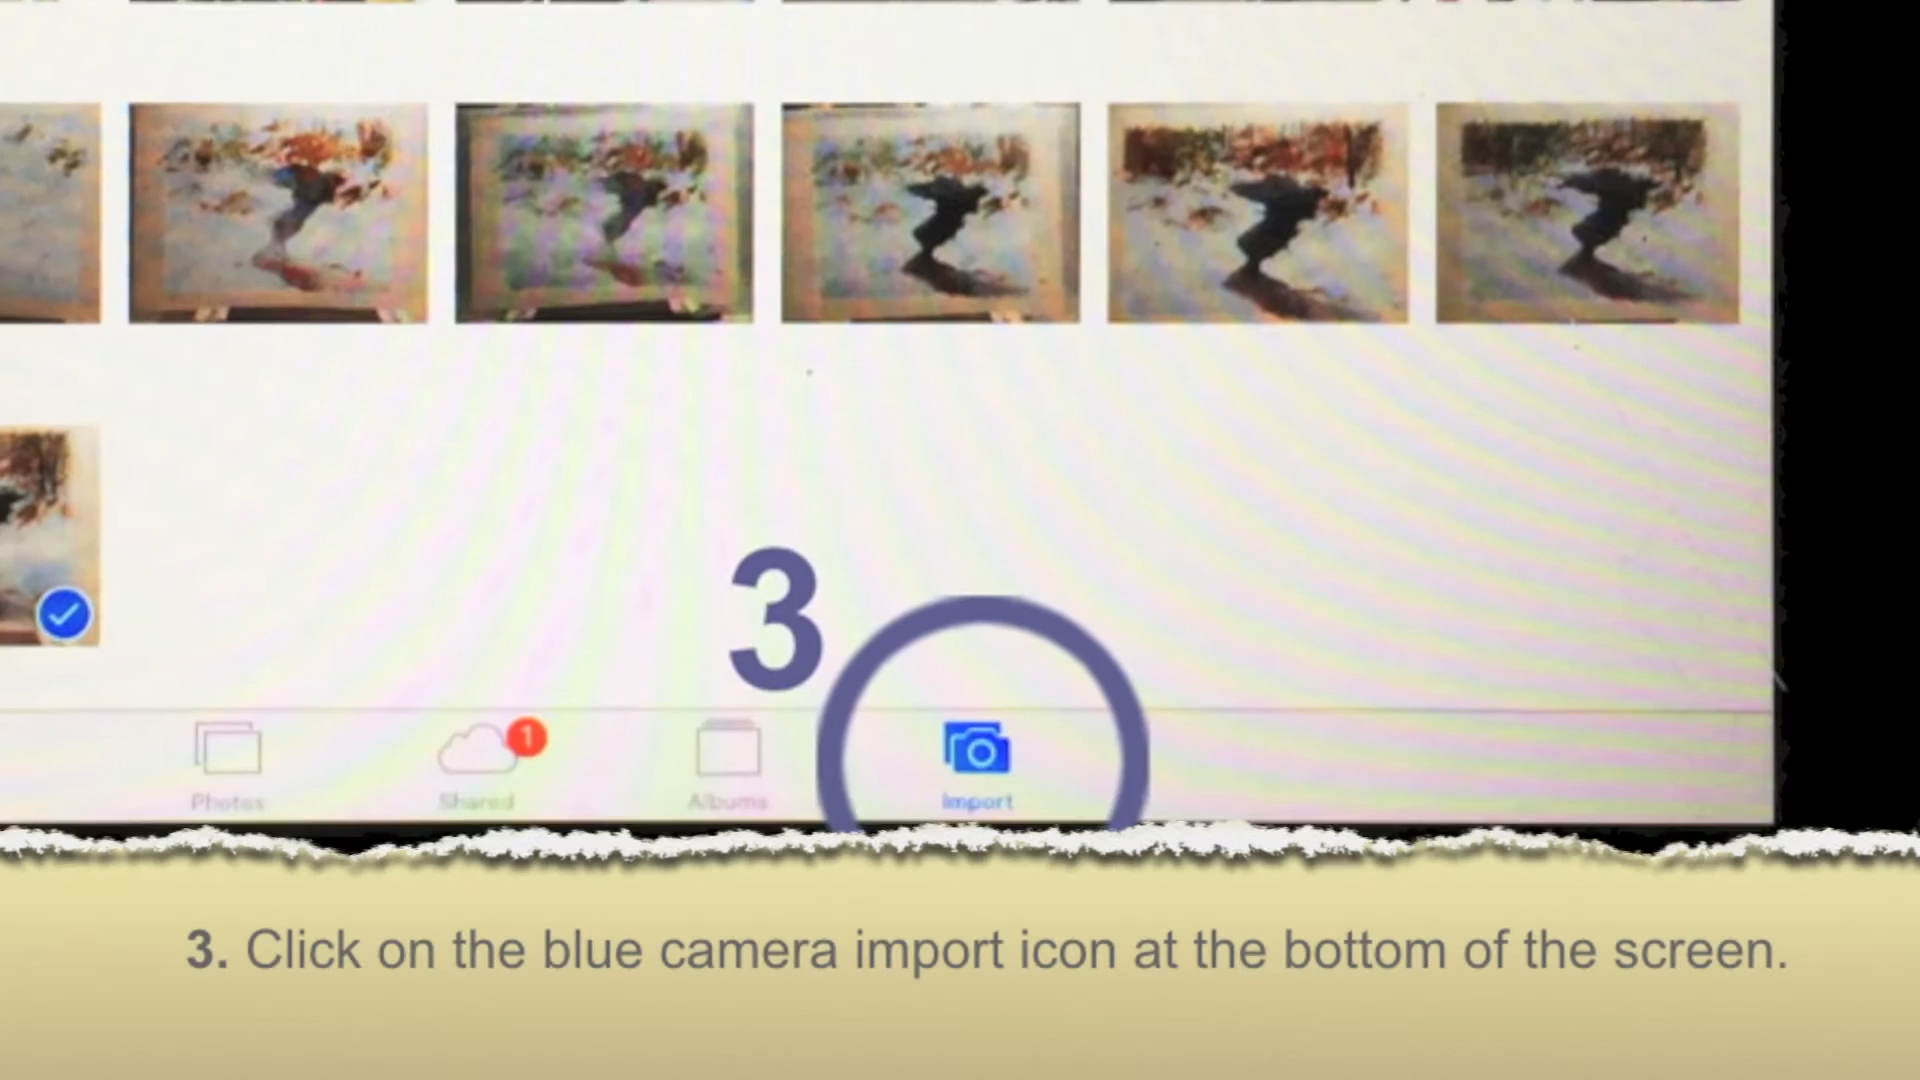 3
1
Photos Shared Albums Import
3. Click on the blue camera import icon at the bottom of the screen.